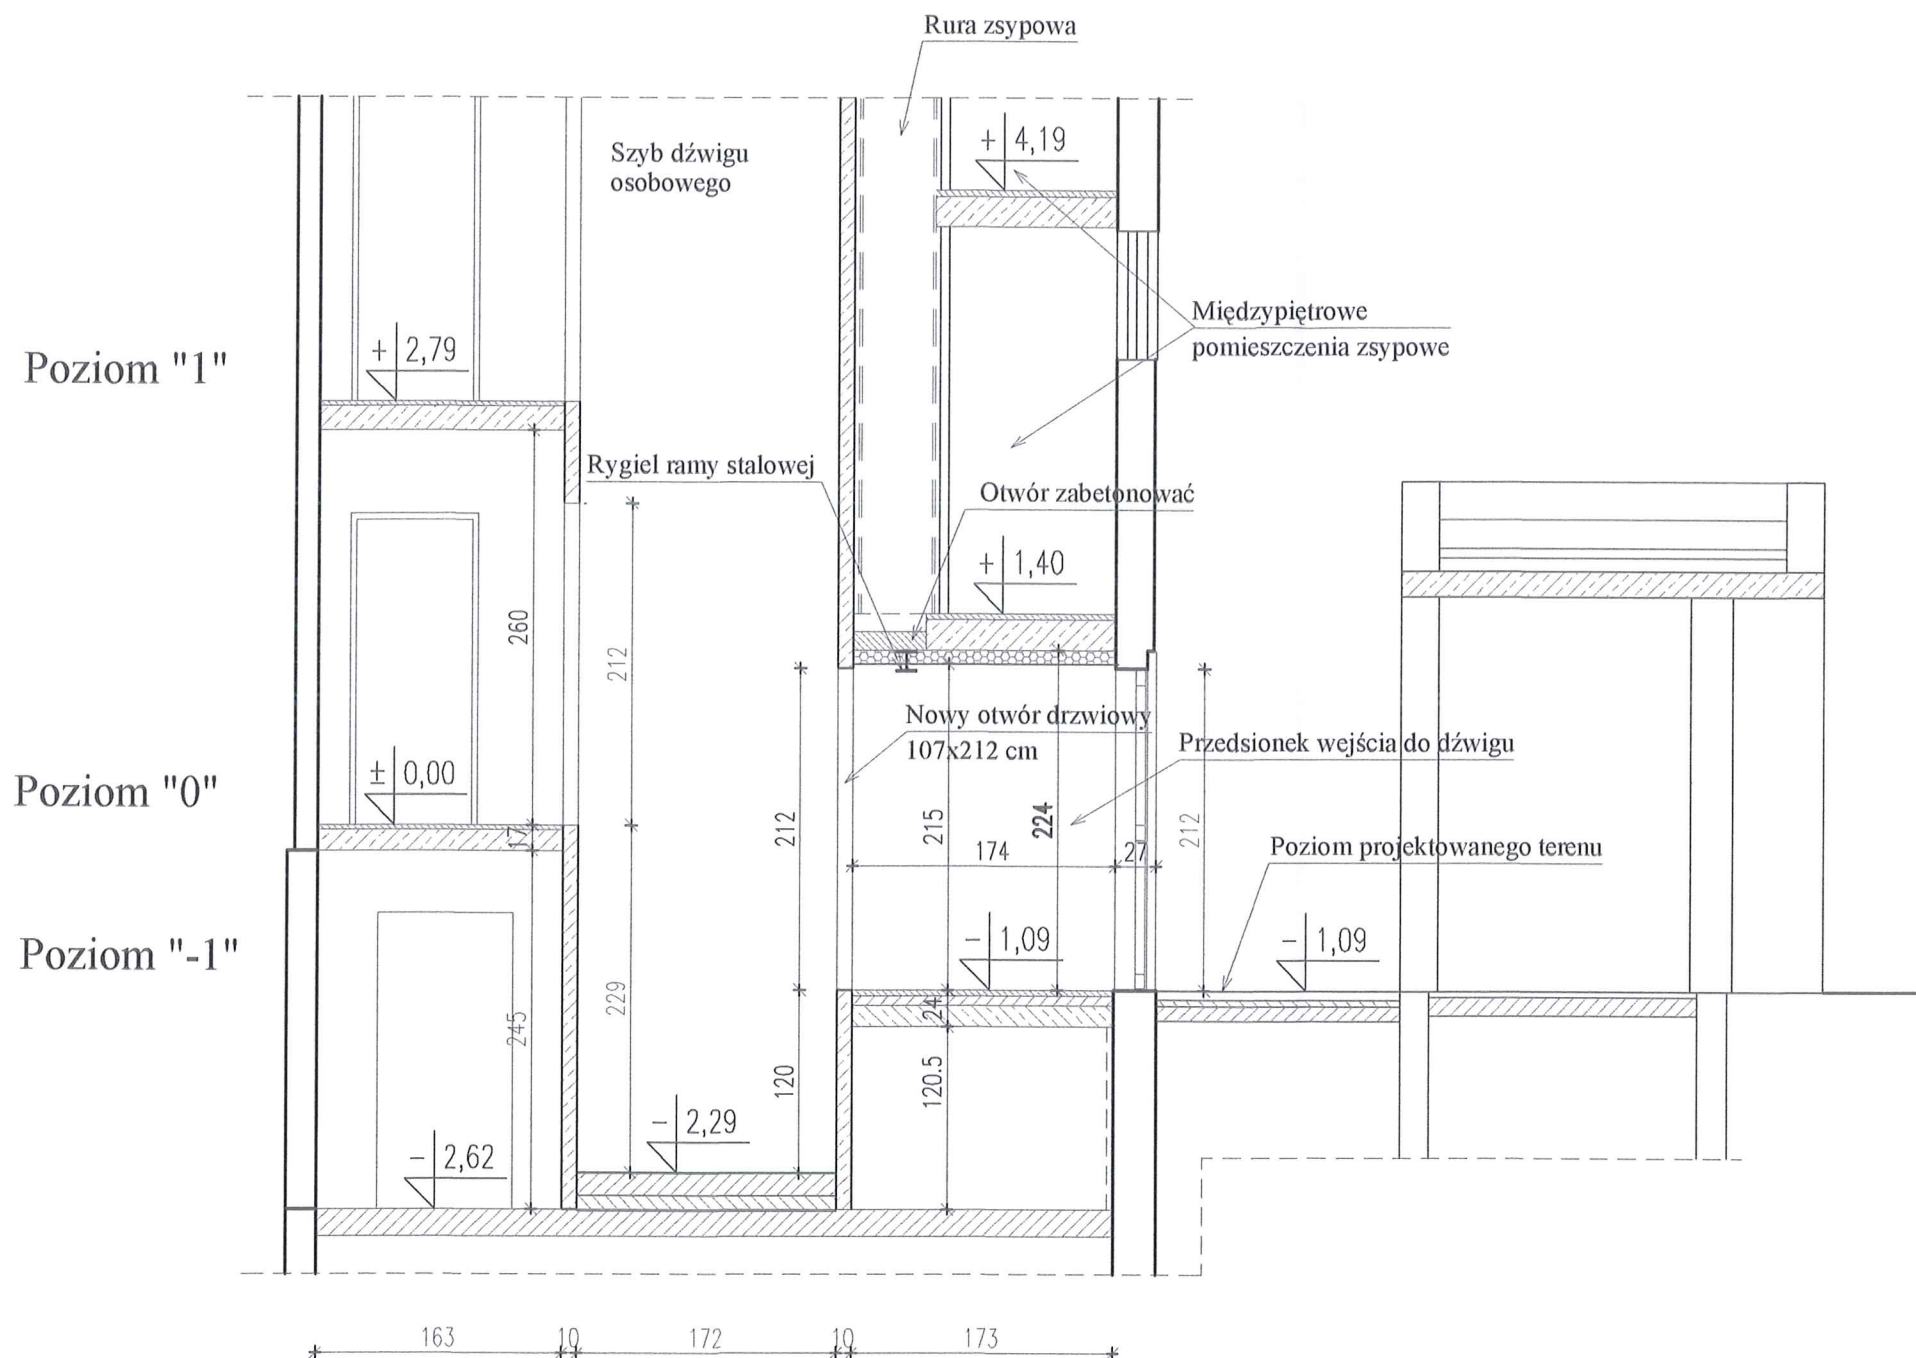 Rura zsypowa
Szyb dźwigu
osobowego
+ 4,19
Międzypiętrowe
pomieszczenia zsypowe
Poziom "1"
+ 2,79
Rygiel ramy stalowej
Otwór zabetonować
+ 1,40
260
212
Nowy otwór drzwiowy
107x212 cm
Przedsionek wejścia do dźwigu
Poziom "0"
± 0,00
17
212
215
224
212
174
27
Poziom projektowanego terenu
Poziom "-1"
- 1,09
- 1,09
229
245
24
120
120.5
- 2,29
- 2,62
163
10
172
10
173